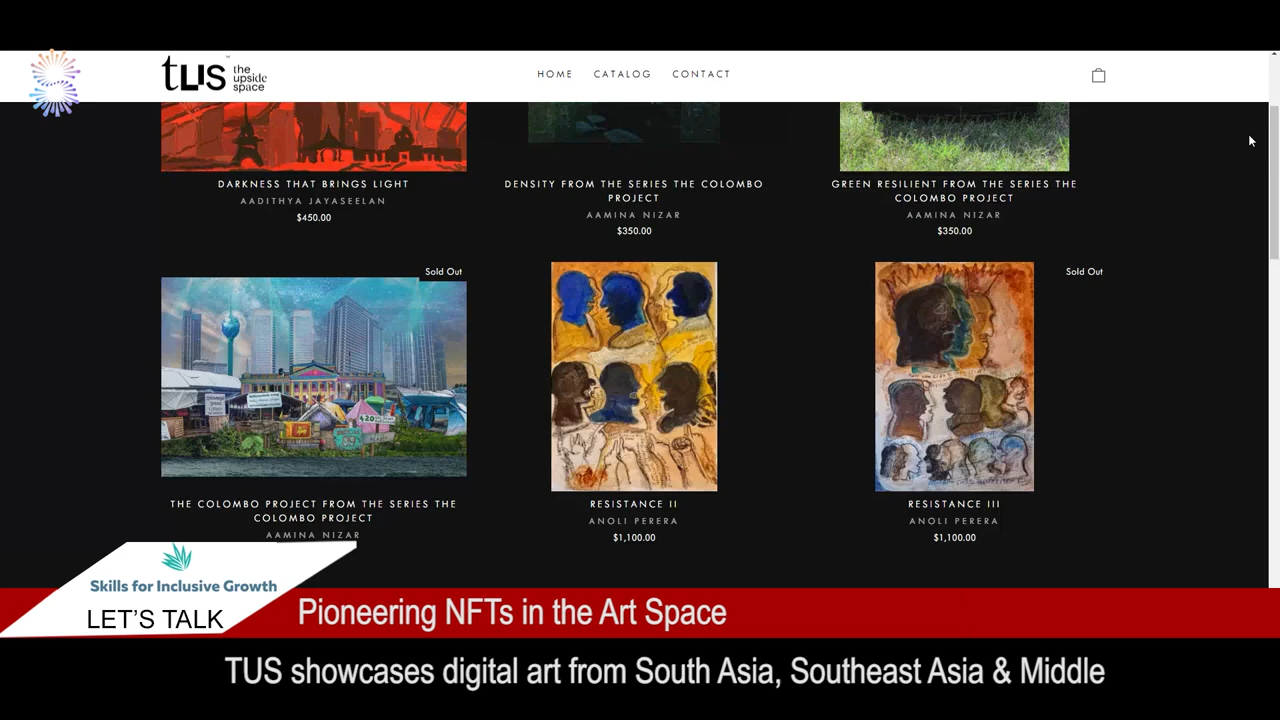 tUS the upside space™
HOME CATALOG CONTACT
DARKNESS THAT BRINGS LIGHT
AADITHYA JAYASEELAN
$450.00
DENSITY FROM THE SERIES THE COLOMBO
PROJECT
AAMINA NIZAR
$350.00
GREEN RESILIENT FROM THE SERIES THE
COLOMBO PROJECT
AAMINA NIZAR
$350.00
Sold Out
THE COLOMBO PROJECT FROM THE SERIES THE
COLOMBO PROJECT
AAMINA NIZAR
RESISTANCE II
ANOLI PERERA
$1,100.00
Sold Out
RESISTANCE III
ANOLI PERERA
$1,100.00
Skills for Inclusive Growth
LET'S TALK
Pioneering NFTs in the Art Space
TUS showcases digital art from South Asia, Southeast Asia & Middle